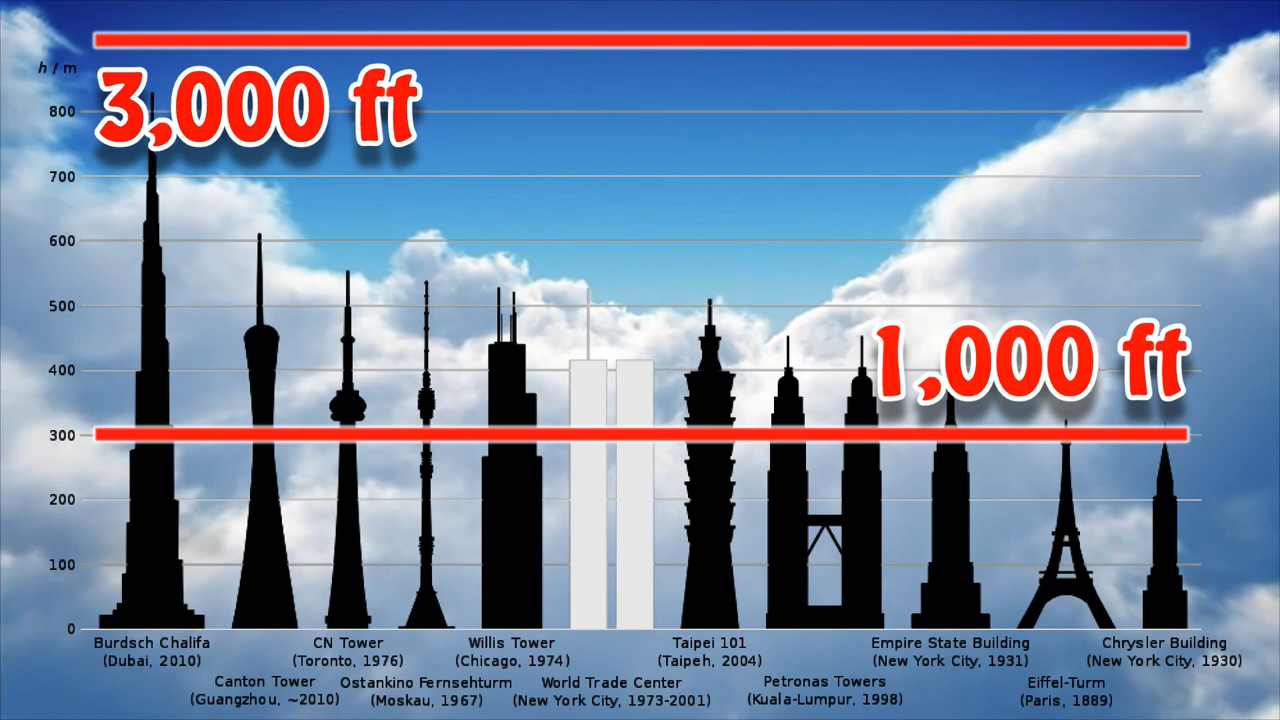 h / m
3,000 ft
800
700
600
500
1,000 ft
400
300
200
100
0
Burdsch Chalifa
(Dubai, 2010)
Canton Tower
(Guangzhou, ~2010)
CN Tower
(Toronto, 1976)
Ostankino Fernsehturm
(Moskau, 1967)
Willis Tower
(Chicago, 1974)
World Trade Center
(New York City, 1973-2001)
Taipei 101
(Taipeh, 2004)
Petronas Towers
(Kuala-Lumpur, 1998)
Empire State Building
(New York City, 1931)
Eiffel-Turm
(Paris, 1889)
Chrysler Building
(New York City, 1930)